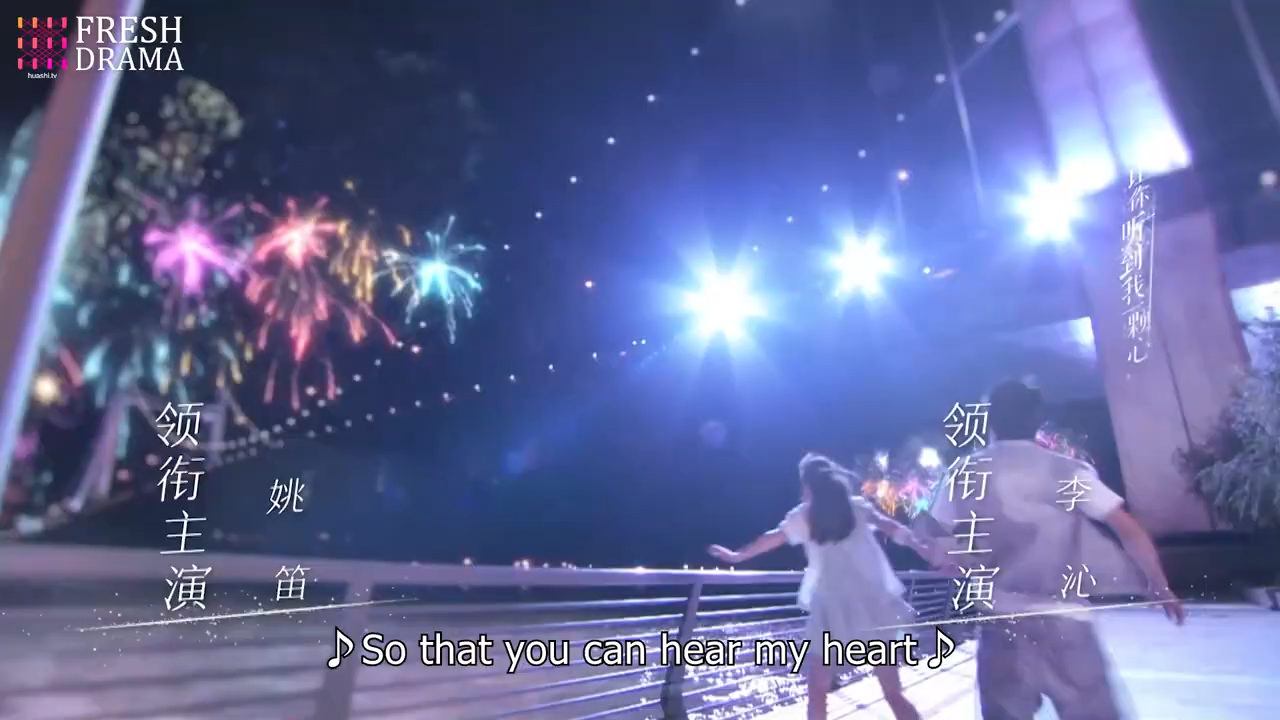 FRESH
DRAMA
huashi.tv
让你听到我一颗心
领衔主演
姚笛
领衔主演
李沁
♪So that you can hear my heart♪